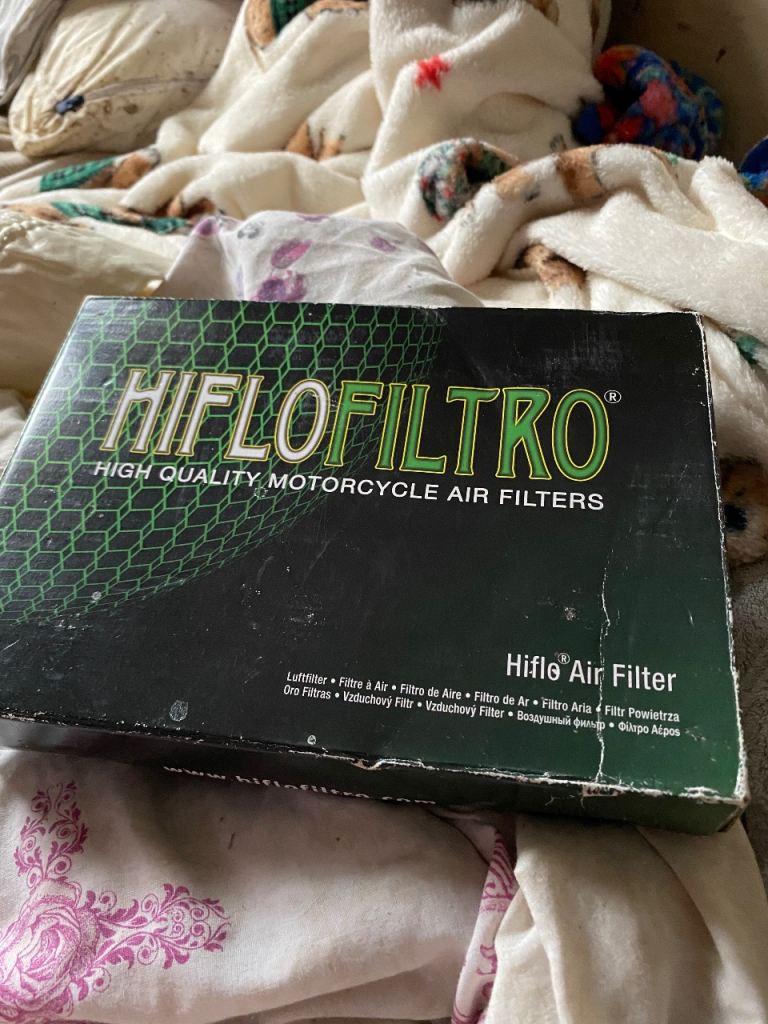 HIFLOFILTRO®
HIGH QUALITY MOTORCYCLE AIR FILTERS
Hiflo® Air Filter
Luftfilter • Filtre à Air • Filtro de Aire • Filtro de Ar • Filtro Aria • Filtr Powietrza
Oro Filtras • Vzduchový Filtr • Vzduchový Filter • Воздушный фильтр • Φίλτρο Αέρος
www.hiflofiltro.com